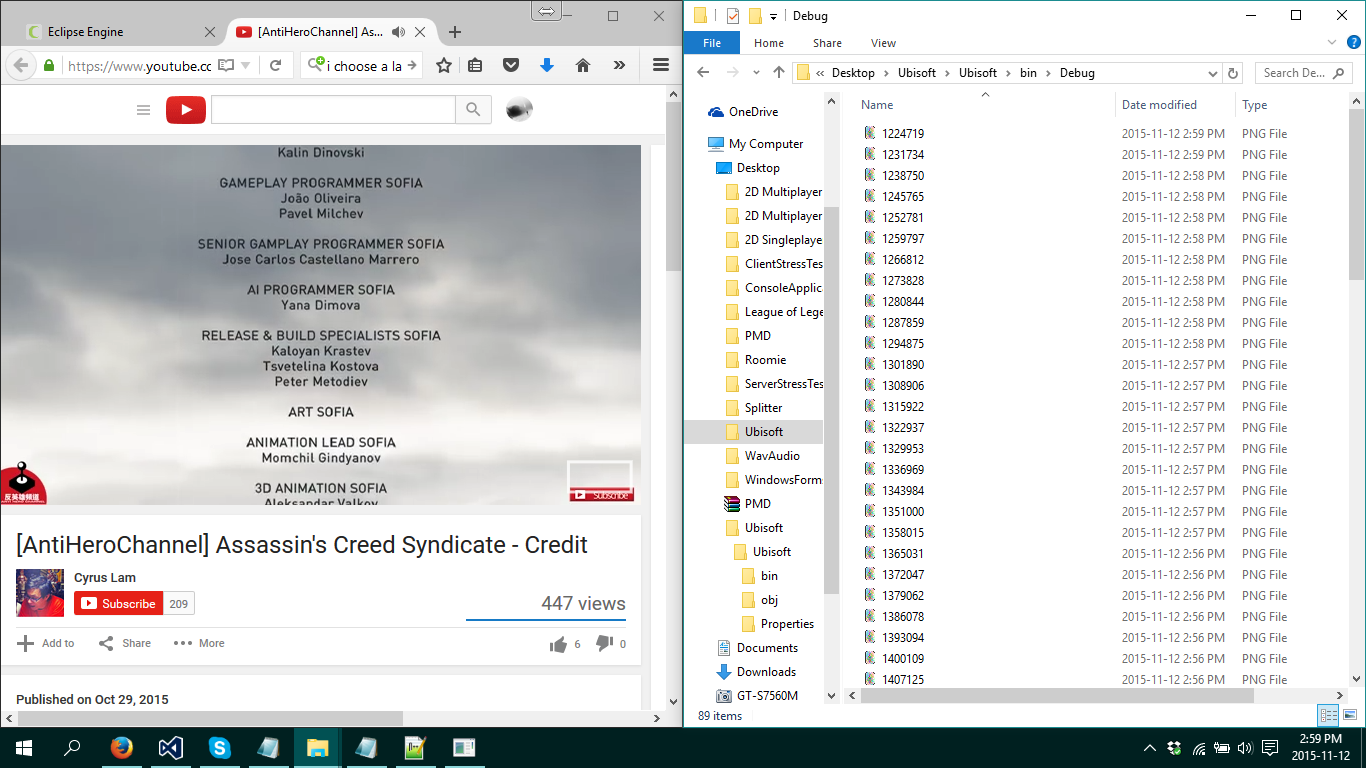 Eclipse Engine
[AntiHeroChannel] As...
https://www.youtube.cc
i choose a la
Kalin Dinovski
GAMEPLAY PROGRAMMER SOFIA
João Oliveira
Pavel Milchev
SENIOR GAMPLAY PROGRAMMER SOFIA
Jose Carlos Castellano Marrero
AI PROGRAMMER SOFIA
Yana Dimova
RELEASE & BUILD SPECIALISTS SOFIA
Kaloyan Krastev
Tsvetelina Kostova
Peter Metodiev
ART SOFIA
ANIMATION LEAD SOFIA
Momchil Gindyanov
3D ANIMATION SOFIA
Aleksandar Valkov
反英雄頻道
Subscribe
[AntiHeroChannel] Assassin's Creed Syndicate - Credit
Cyrus Lam
Subscribe 209
447 views
Add to Share More 6 0
Published on Oct 29, 2015
Debug
File Home Share View
« Desktop Ubisoft Ubisoft bin Debug
Search De...
OneDrive
My Computer
Desktop
2D Multiplayer
2D Multiplayer
2D Singleplaye
ClientStressTes
ConsoleApplica
League of Lege
PMD
Roomie
ServerStressTes
Splitter
Ubisoft
WavAudio
WindowsForm
PMD
Ubisoft
Ubisoft
bin
obj
Properties
Documents
Downloads
GT-S7560M
Name Date modified Type
1224719 2015-11-12 2:59 PM PNG File
1231734 2015-11-12 2:59 PM PNG File
1238750 2015-11-12 2:58 PM PNG File
1245765 2015-11-12 2:58 PM PNG File
1252781 2015-11-12 2:58 PM PNG File
1259797 2015-11-12 2:58 PM PNG File
1266812 2015-11-12 2:58 PM PNG File
1273828 2015-11-12 2:58 PM PNG File
1280844 2015-11-12 2:58 PM PNG File
1287859 2015-11-12 2:58 PM PNG File
1294875 2015-11-12 2:58 PM PNG File
1301890 2015-11-12 2:57 PM PNG File
1308906 2015-11-12 2:57 PM PNG File
1315922 2015-11-12 2:57 PM PNG File
1322937 2015-11-12 2:57 PM PNG File
1329953 2015-11-12 2:57 PM PNG File
1336969 2015-11-12 2:57 PM PNG File
1343984 2015-11-12 2:57 PM PNG File
1351000 2015-11-12 2:57 PM PNG File
1358015 2015-11-12 2:57 PM PNG File
1365031 2015-11-12 2:56 PM PNG File
1372047 2015-11-12 2:56 PM PNG File
1379062 2015-11-12 2:56 PM PNG File
1386078 2015-11-12 2:56 PM PNG File
1393094 2015-11-12 2:56 PM PNG File
1400109 2015-11-12 2:56 PM PNG File
1407125 2015-11-12 2:56 PM PNG File
89 items
2:59 PM
2015-11-12